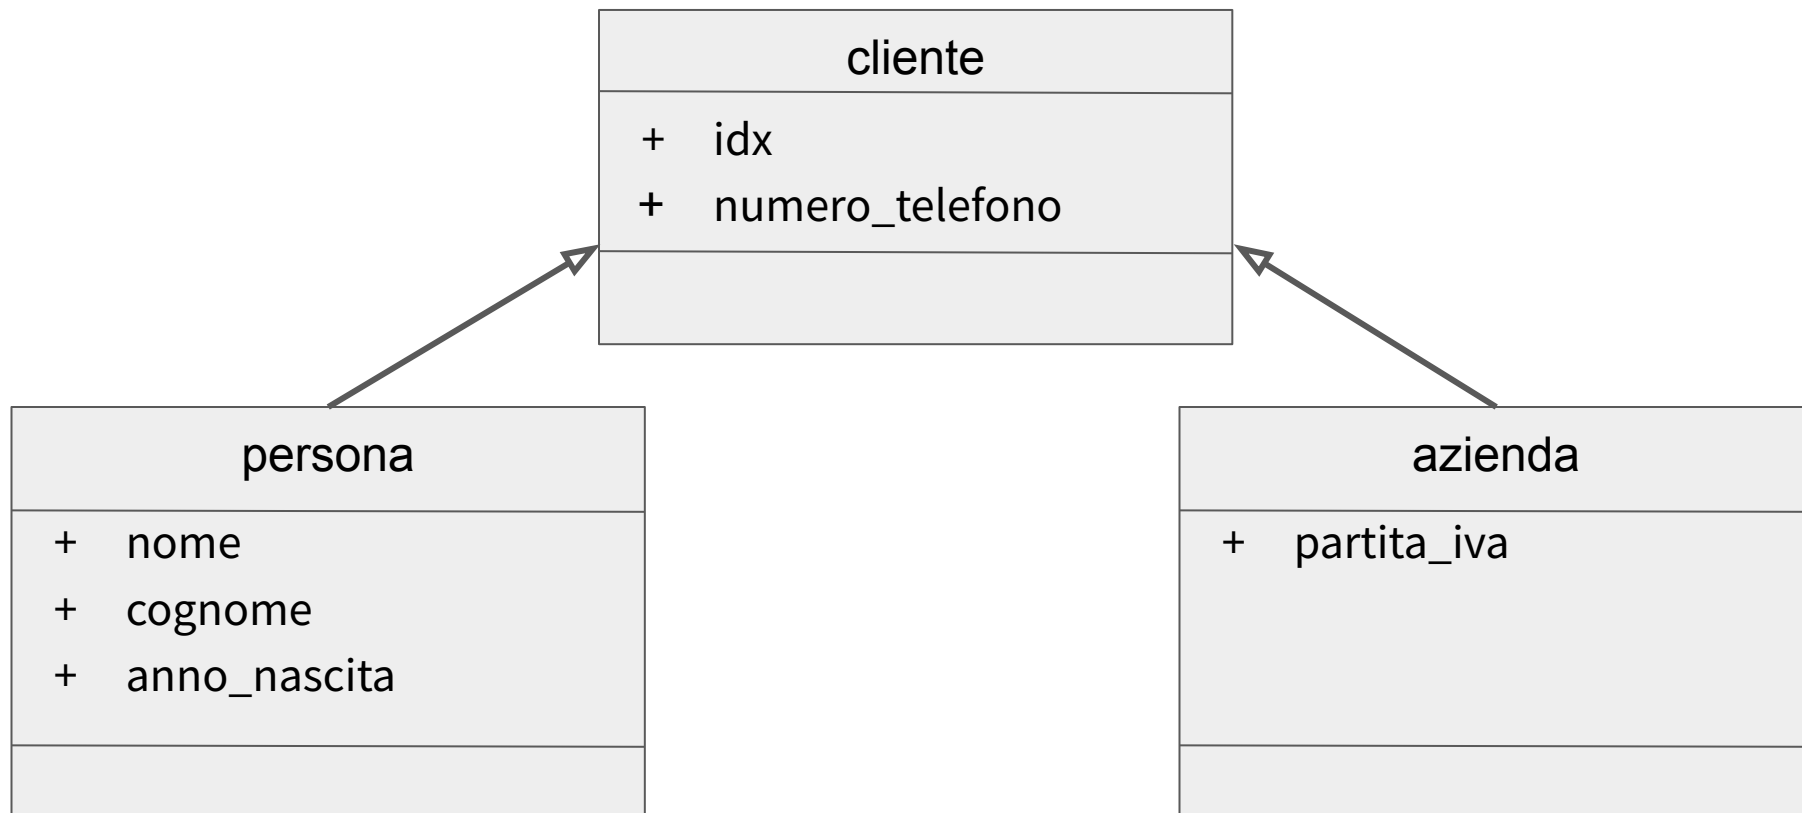 cliente
+ idx
+ numero_telefono
persona
+ nome
+ cognome
+ anno_nascita
azienda
+ partita_iva